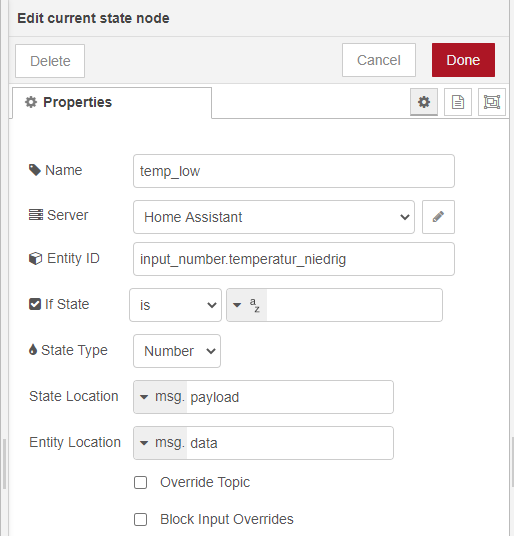 Edit current state node
Delete Cancel Done
Properties
Name temp_low
Server Home Assistant
Entity ID input_number.temperatur_niedrig
If State is a z
State Type Number
State Location msg. payload
Entity Location msg. data
Override Topic
Block Input Overrides